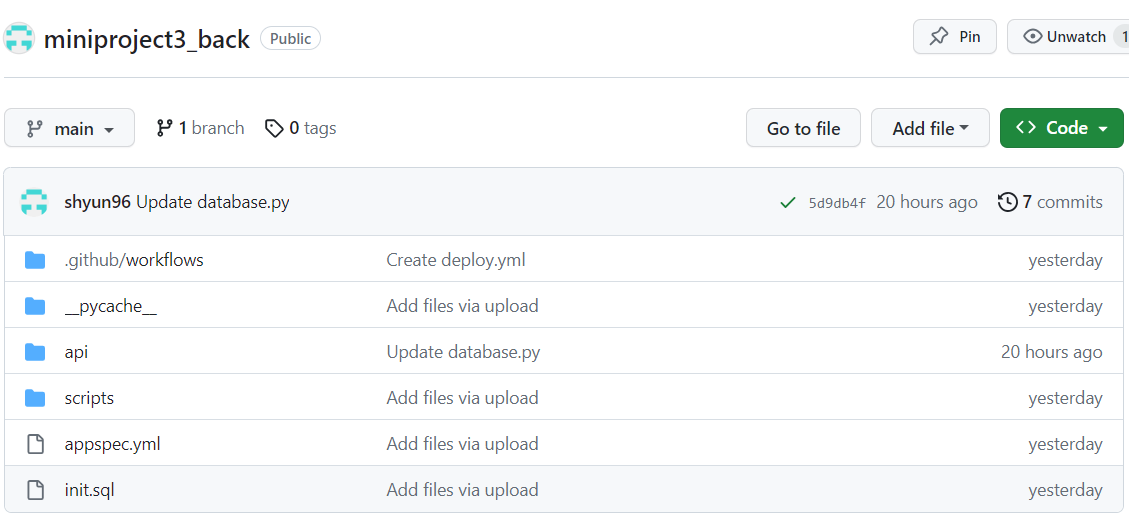 miniproject3_back Public Pin Unwatch 1
main 1 branch 0 tags Go to file Add file Code
shyun96 Update database.py 5d9db4f 20 hours ago 7 commits
.github/workflows Create deploy.yml yesterday
__pycache__ Add files via upload yesterday
api Update database.py 20 hours ago
scripts Add files via upload yesterday
appspec.yml Add files via upload yesterday
init.sql Add files via upload yesterday